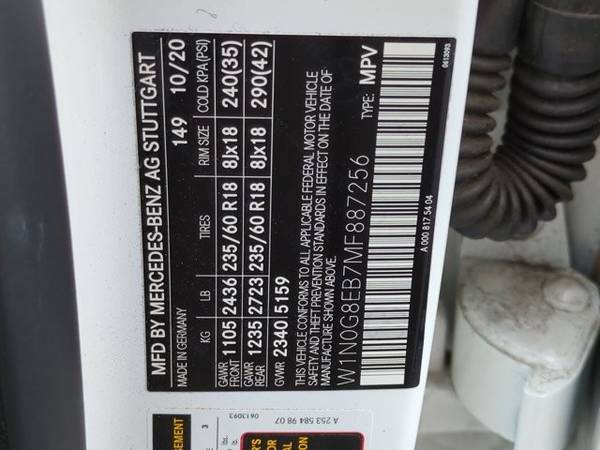 MFD BY MERCEDES-BENZ AG STUTTGART
MADE IN GERMANY 149 10/20
KG LB TIRES RIM SIZE COLD KPA (PSI)
GAWR FRONT 1105 2436 235/60 R18 8Jx18 240(35)
GAWR REAR 1235 2723 235/60 R18 8Jx18 290(42)
GVWR 2340 5159
THIS VEHICLE CONFORMS TO ALL APPLICABLE FEDERAL MOTOR VEHICLE
SAFETY AND THEFT PREVENTION STANDARDS IN EFFECT ON THE DATE OF
MANUFACTURE SHOWN ABOVE.
W1N0G8EB7MF887256 TYPE: MPV
A 000 817 54 04
0613093
3
0613093
A 253 584 98 07